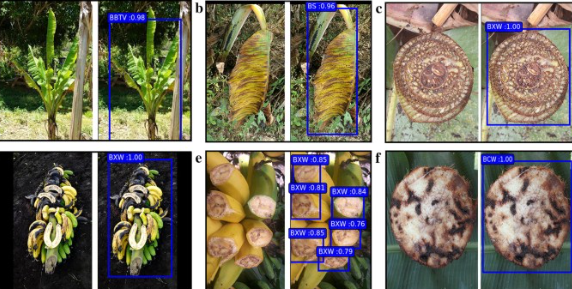 BBTV :0.98
b
BS :0.96
c
BXW :1.00
BXW :1.00
e
BXW :0.85
BXW :0.81
BXW :0.84
BXW :0.76
BXW :0.85
BXW :0.79
f
BCW :1.00